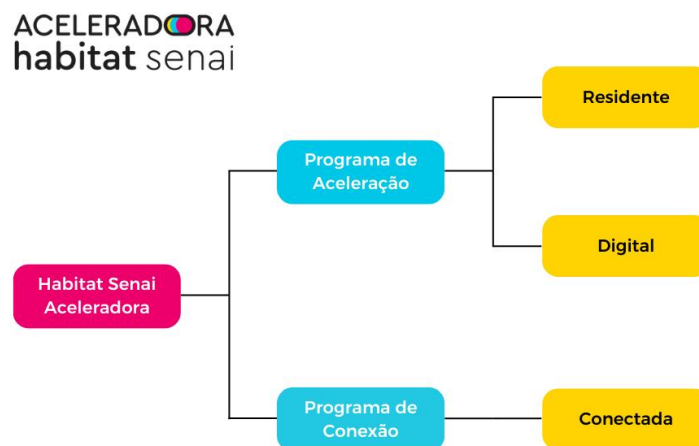 ACELERADORA
habitat senai
Residente
Programa de
Aceleração
Digital
Habitat Senai
Aceleradora
Programa de
Conexão
Conectada